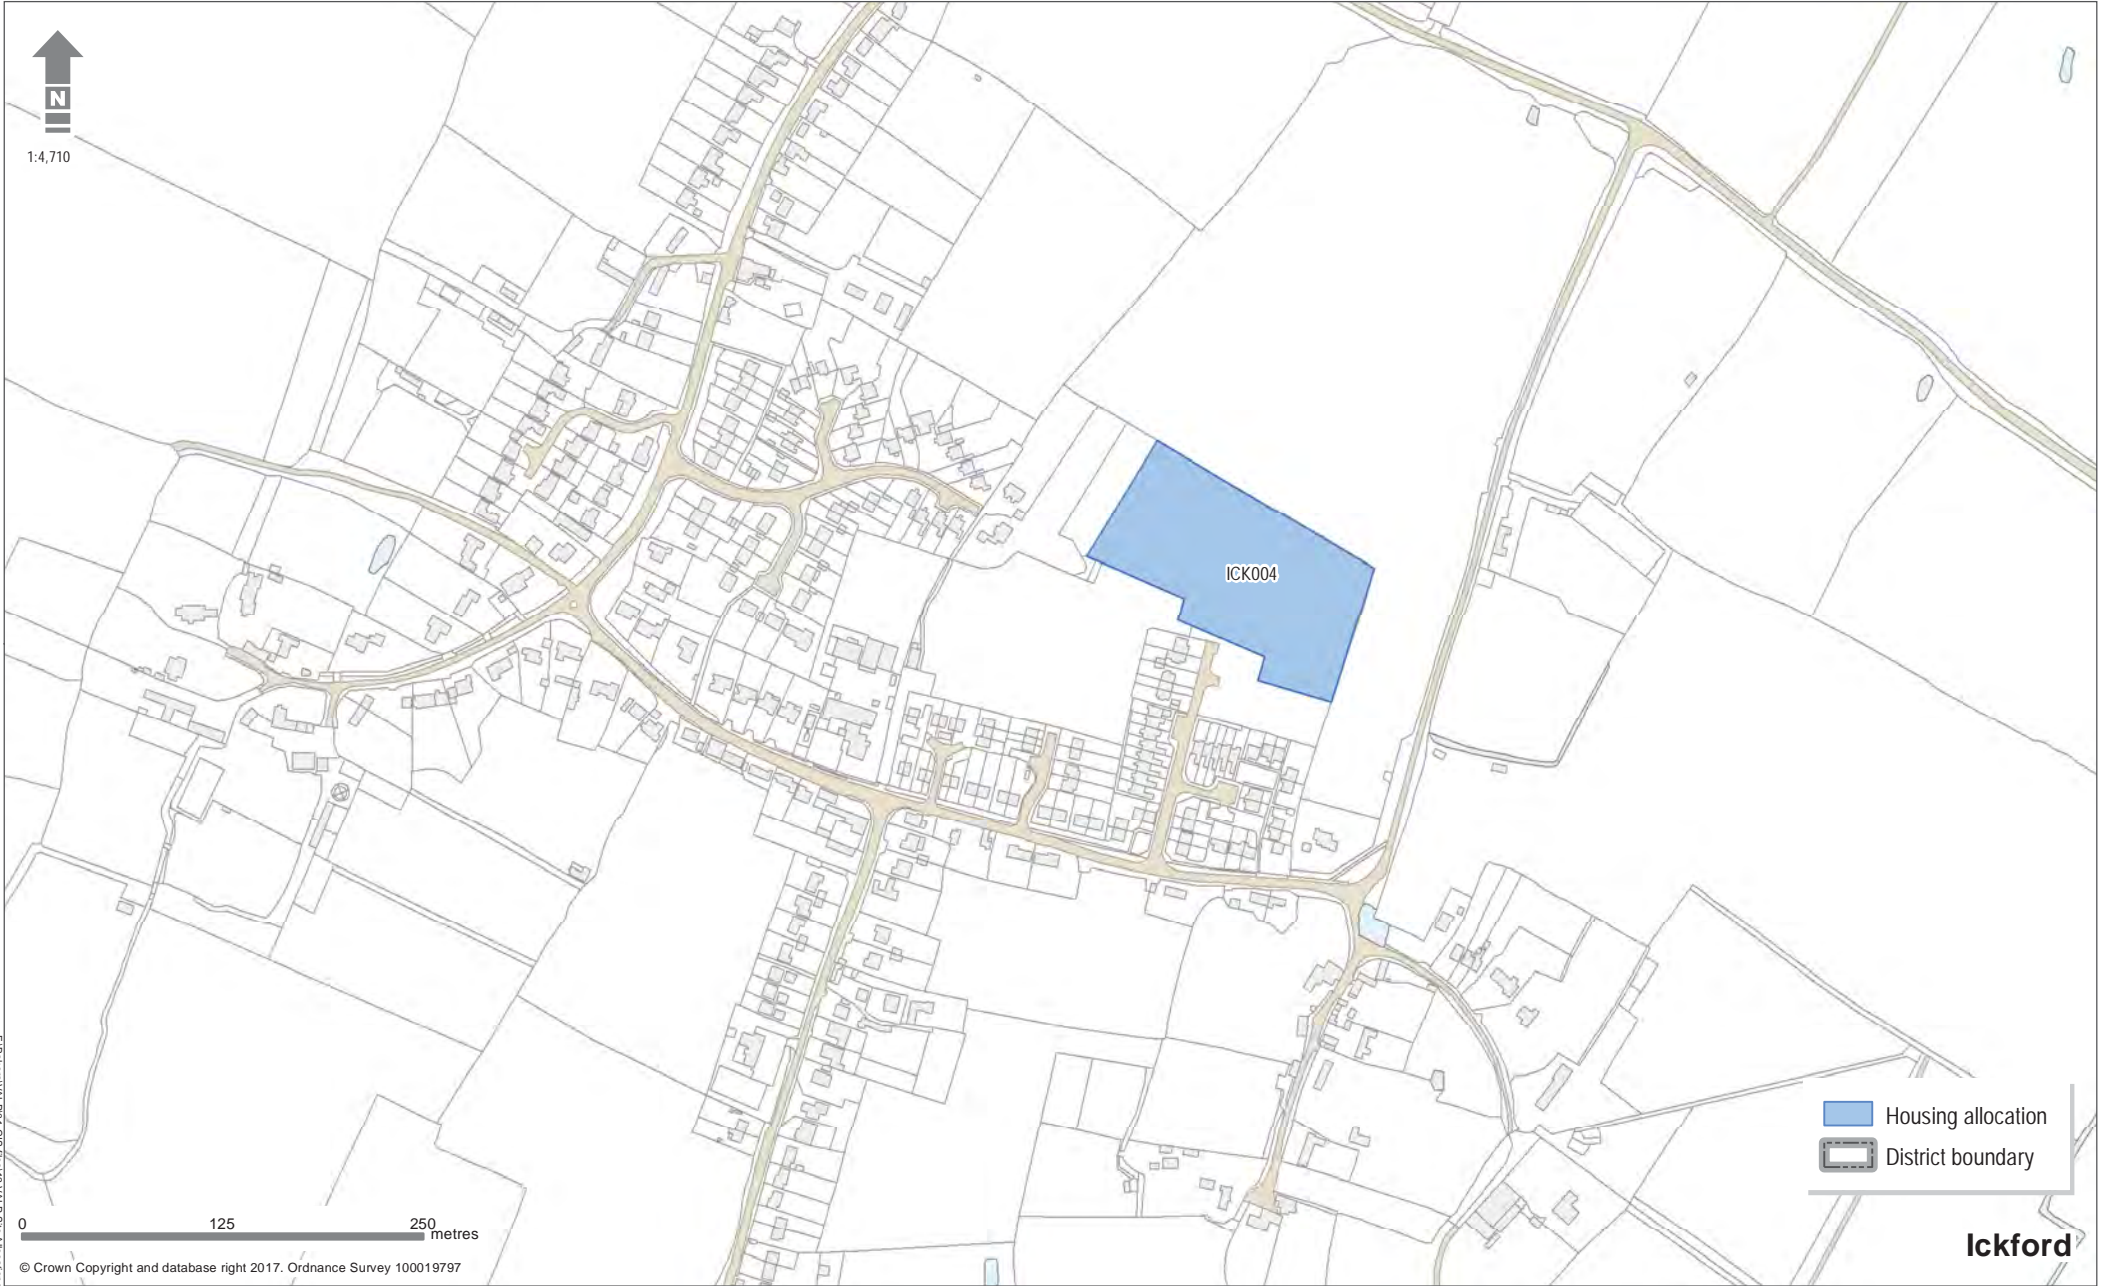 N
1:4,710
ICK004
Housing allocation
District boundary
0 125 250 metres
© Crown Copyright and database right 2017. Ordnance Survey 100019797
Ickford